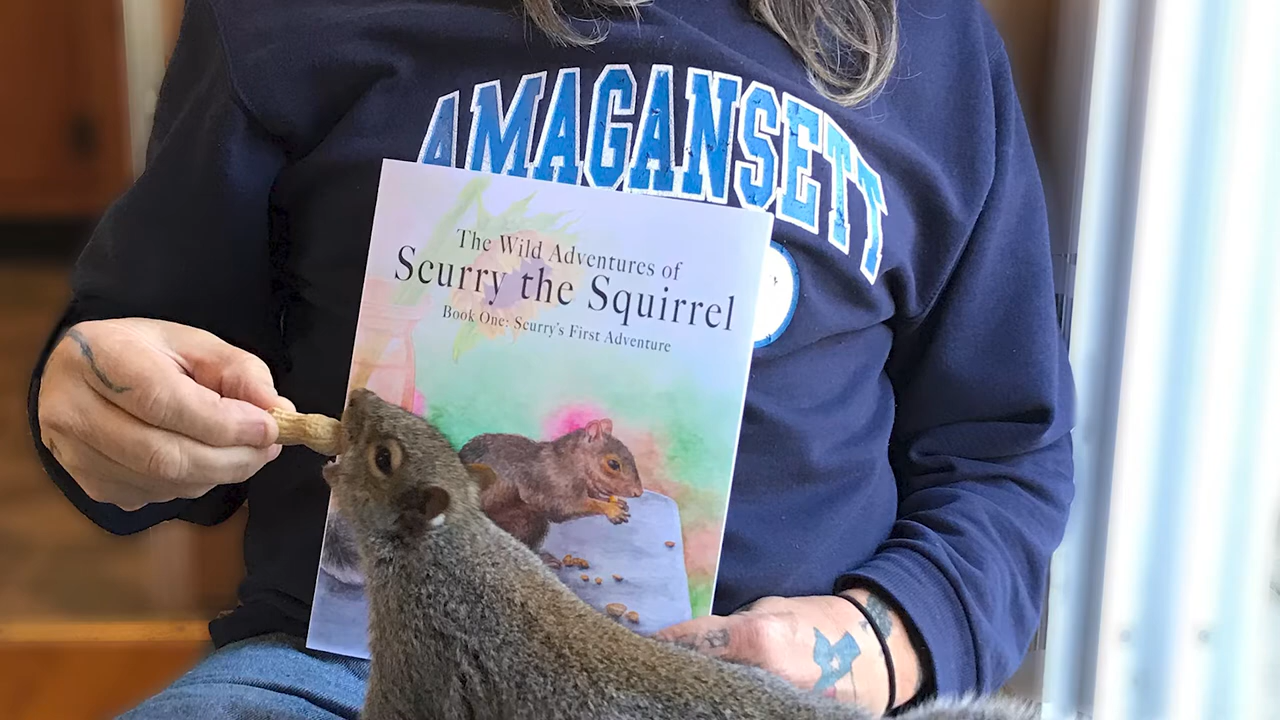 AMAGANSETT
The Wild Adventures of
Scurry the Squirrel
Book One: Scurry's First Adventure